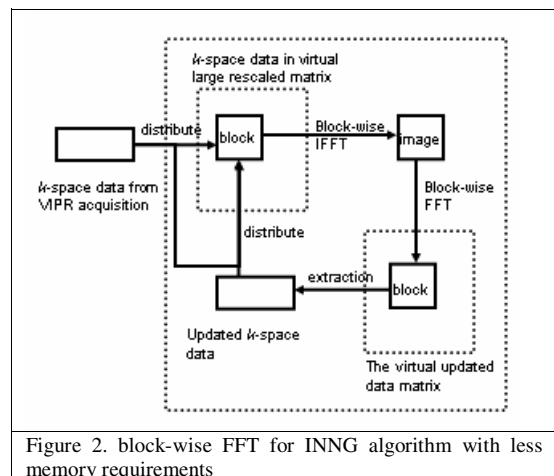 k-space data in virtual
large rescaled matrix
distribute
block
Block-wise
IFFT
image
k-space data from
VIPR acquisition
Block-wise
FFT
distribute
extraction
block
Updated k-space
data
The virtual updated
data matrix
Figure 2. block-wise FFT for INNG algorithm with less
memory requirements